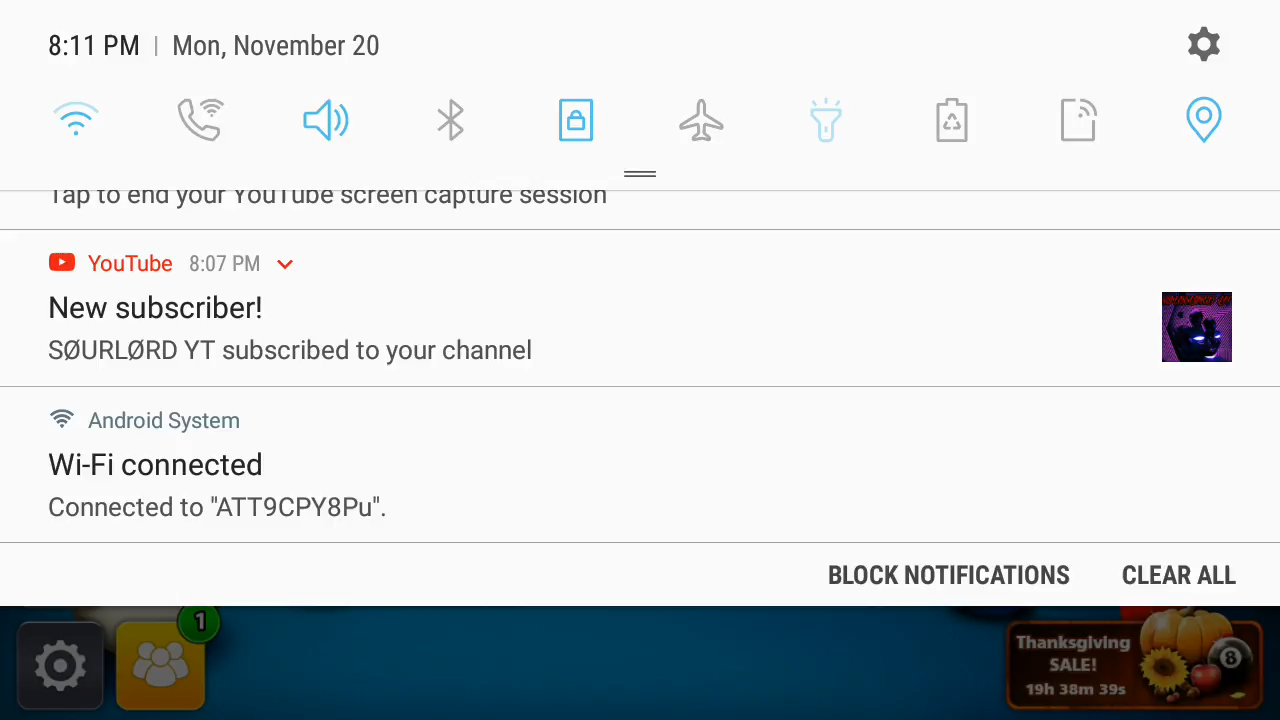 8:11 PM | Mon, November 20
Tap to end your YouTube screen capture session
YouTube 8:07 PM
New subscriber!
SØURLØRD YT subscribed to your channel
Android System
Wi-Fi connected
Connected to "ATT9CPY8Pu".
BLOCK NOTIFICATIONS CLEAR ALL
1
Thanksgiving
SALE!
8
19h 38m 39s